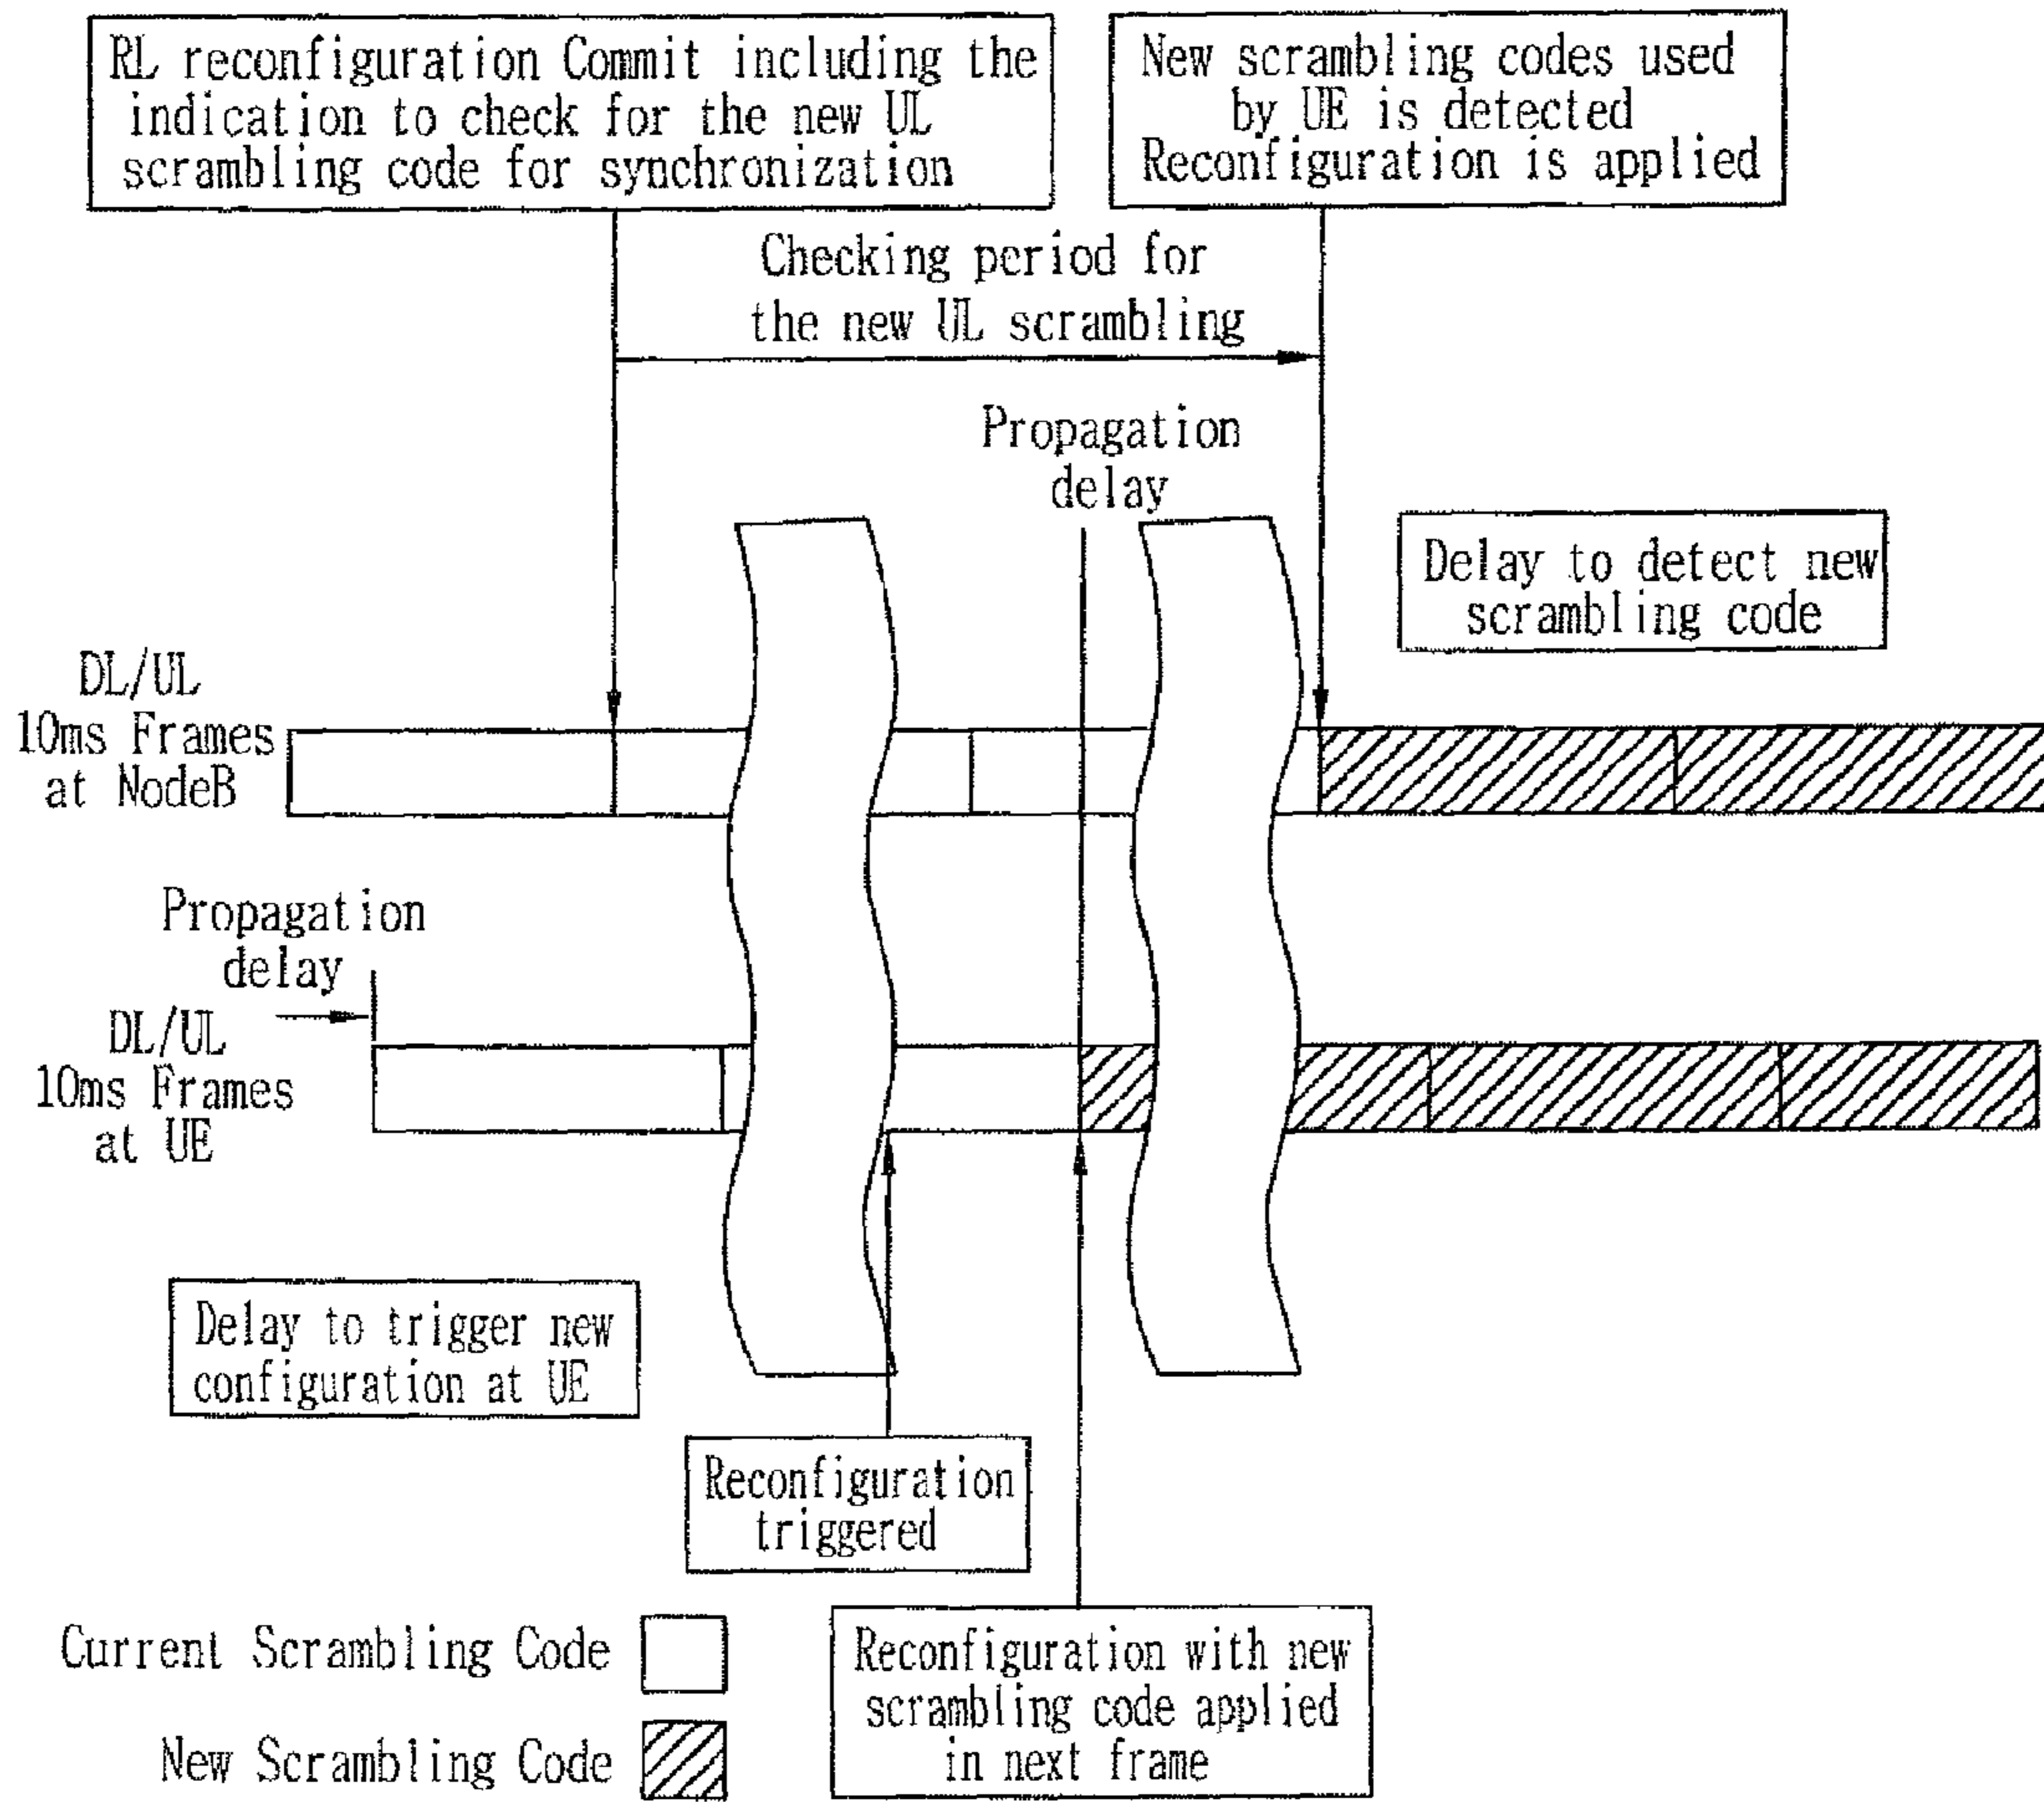 RL reconfiguration Commit including the
indication to check for the new UL
scrambling code for synchronization
New scrambling codes used
by UE is detected
Reconfiguration is applied
Checking period for
the new UL scrambling
Propagation
delay
Delay to detect new
scrambling code
DL/UL
10ms Frames
at NodeB
Propagation
delay
DL/UL
10ms Frames
at UE
Delay to trigger new
configuration at UE
Reconfiguration
triggered
Current Scrambling Code
New Scrambling Code
Reconfiguration with new
scrambling code applied
in next frame